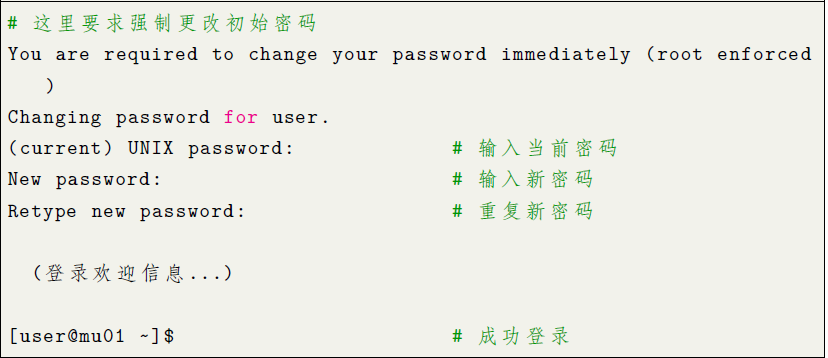 # 这里要求强制更改初始密码
You are required to change your password immediately (root enforced
)
Changing password for user.
(current) UNIX password: # 输入当前密码
New password: # 输入新密码
Retype new password: # 重复新密码
(登录欢迎信息...)
[user@mu01 ~]$ # 成功登录